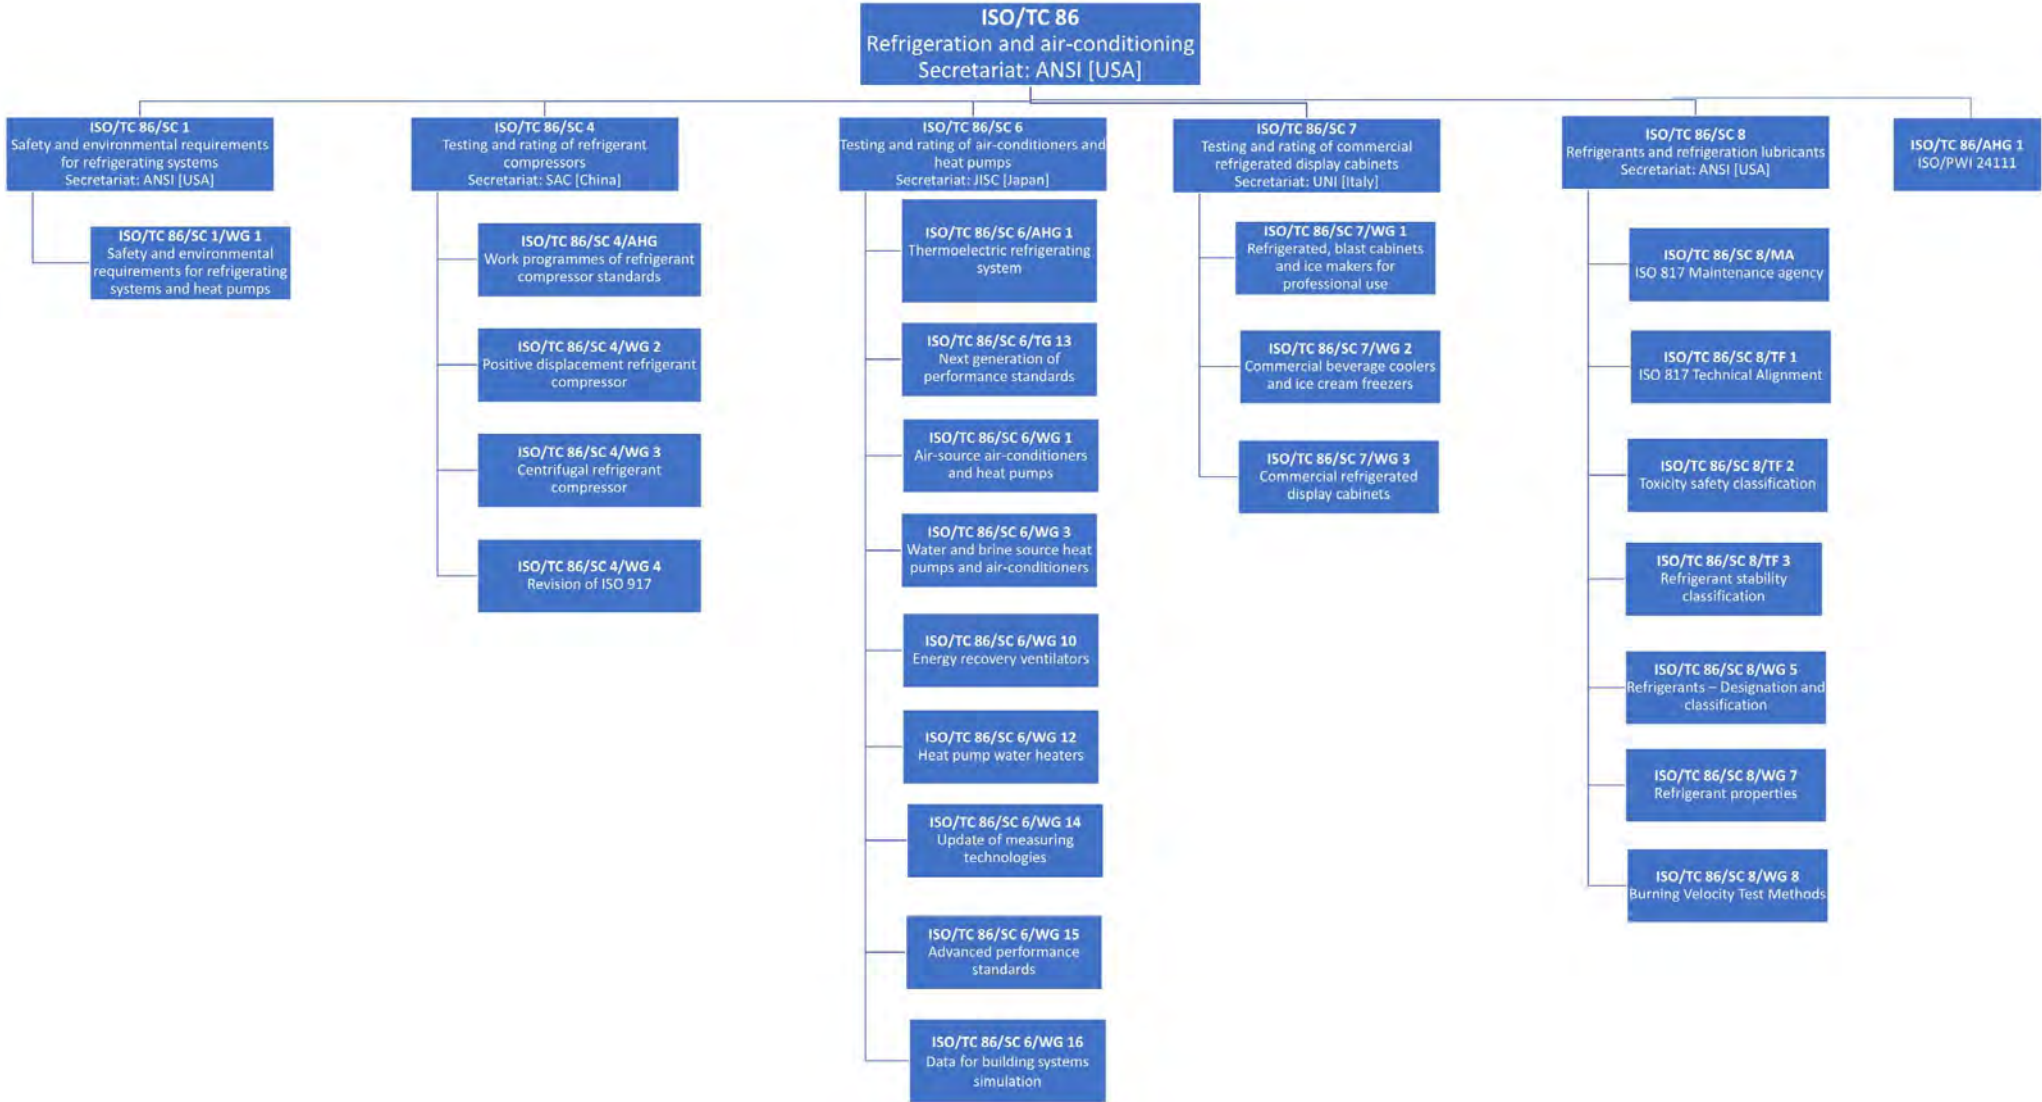 ISO/TC 86
Refrigeration and air-conditioning
Secretariat: ANSI [USA]
ISO/TC 86/SC 1
Safety and environmental requirements
for refrigerating systems
Secretariat: ANSI [USA]
ISO/TC 86/SC 1/WG 1
Safety and environmental
requirements for refrigerating
systems and heat pumps
ISO/TC 86/SC 4
Testing and rating of refrigerant
compressors
Secretariat: SAC [China]
ISO/TC 86/SC 4/AHG
Work programmes of refrigerant
compressor standards
ISO/TC 86/SC 4/WG 2
Positive displacement refrigerant
compressor
ISO/TC 86/SC 4/WG 3
Centrifugal refrigerant
compressor
ISO/TC 86/SC 4/WG 4
Revision of ISO 917
ISO/TC 86/SC 6
Testing and rating of air-conditioners and
heat pumps
Secretariat: JISC [Japan]
ISO/TC 86/SC 6/AHG 1
Thermoelectric refrigerating
system
ISO/TC 86/SC 6/TG 13
Next generation of
performance standards
ISO/TC 86/SC 6/WG 1
Air-source air-conditioners
and heat pumps
ISO/TC 86/SC 6/WG 3
Water and brine source heat
pumps and air-conditioners
ISO/TC 86/SC 6/WG 10
Energy recovery ventilators
ISO/TC 86/SC 6/WG 12
Heat pump water heaters
ISO/TC 86/SC 6/WG 14
Update of measuring
technologies
ISO/TC 86/SC 6/WG 15
Advanced performance
standards
ISO/TC 86/SC 6/WG 16
Data for building systems
simulation
ISO/TC 86/SC 7
Testing and rating of commercial
refrigerated display cabinets
Secretariat: UNI [Italy]
ISO/TC 86/SC 7/WG 1
Refrigerated, blast cabinets
and ice makers for
professional use
ISO/TC 86/SC 7/WG 2
Commercial beverage coolers
and ice cream freezers
ISO/TC 86/SC 7/WG 3
Commercial refrigerated
display cabinets
ISO/TC 86/SC 8
Refrigerants and refrigeration lubricants
Secretariat: ANSI [USA]
ISO/TC 86/SC 8/MA
ISO 817 Maintenance agency
ISO/TC 86/SC 8/TF 1
ISO 817 Technical Alignment
ISO/TC 86/SC 8/TF 2
Toxicity safety classification
ISO/TC 86/SC 8/TF 3
Refrigerant stability
classification
ISO/TC 86/SC 8/WG 5
Refrigerants – Designation and
classification
ISO/TC 86/SC 8/WG 7
Refrigerant properties
ISO/TC 86/SC 8/WG 8
Burning Velocity Test Methods
ISO/TC 86/AHG 1
ISO/PWI 24111